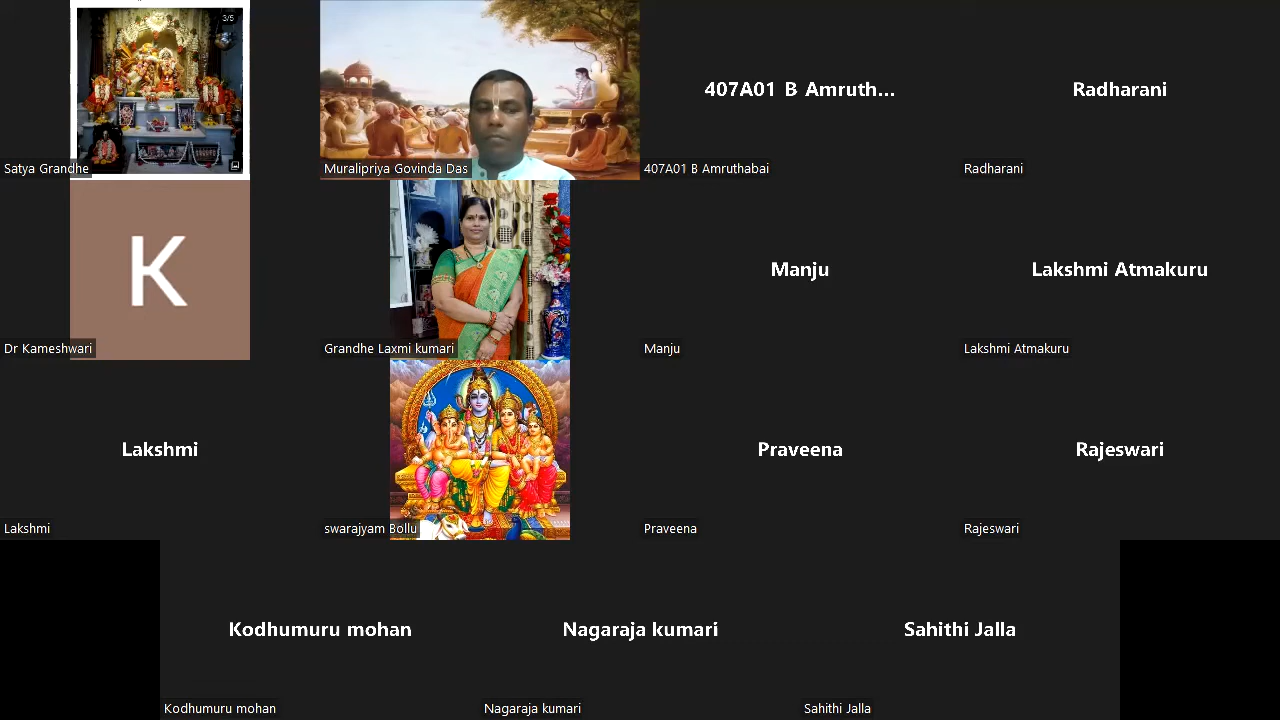 3/5
Satya Grandhe
Muralipriya Govinda Das
407A01 B Amruth...
407A01 B Amruthabai
Radharani
Radharani
K
Dr Kameshwari
Grandhe Laxmi kumari
Manju
Manju
Lakshmi Atmakuru
Lakshmi Atmakuru
Lakshmi
Lakshmi
swarajyam Bollu
Praveena
Praveena
Rajeswari
Rajeswari
Kodhumuru mohan
Kodhumuru mohan
Nagaraja kumari
Nagaraja kumari
Sahithi Jalla
Sahithi Jalla